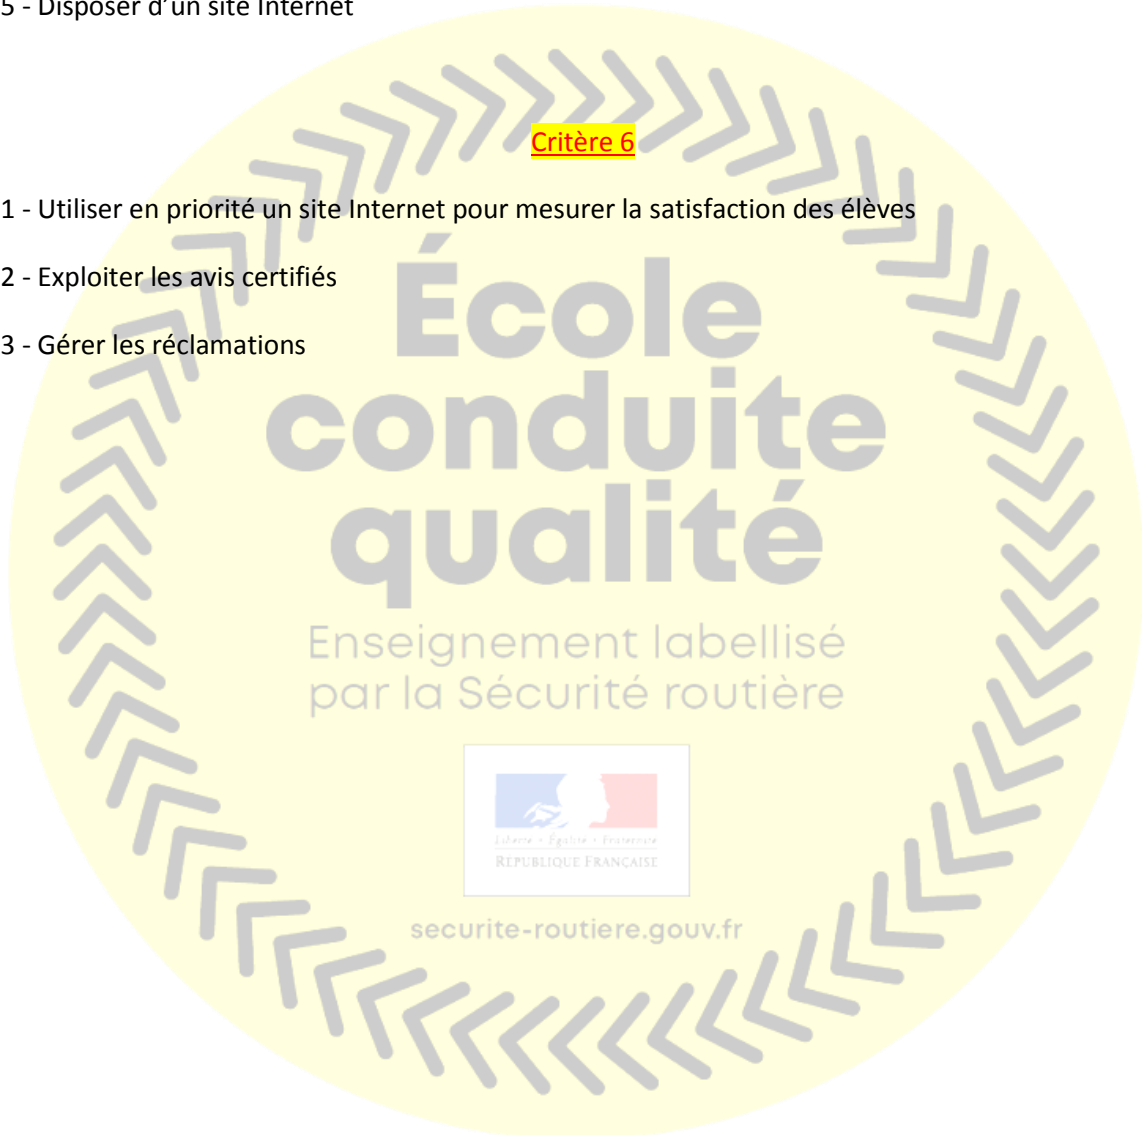 5 - Disposer d'un site Internet
Critère 6
1 - Utiliser en priorité un site Internet pour mesurer la satisfaction des élèves
2 - Exploiter les avis certifiés
3 - Gérer les réclamations
École
conduite
qualité
Enseignement labellisé
par la Sécurité routière
Liberté • Égalité • Fraternité
RÉPUBLIQUE FRANÇAISE
securite-routiere.gouv.fr